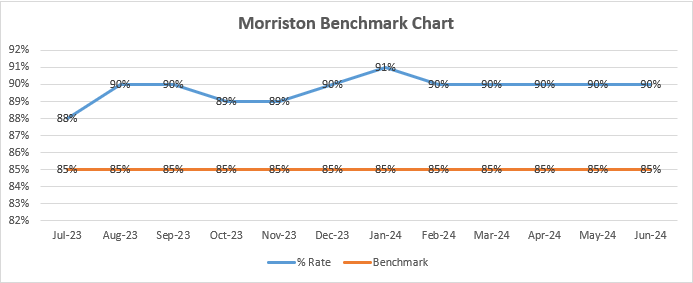 Morriston Benchmark Chart
92%
91%
90%
89%
88%
87%
86%
85%
84%
83%
82%
88% 90% 90% 89% 89% 90% 91% 90% 90% 90% 90% 90%
85% 85% 85% 85% 85% 85% 85% 85% 85% 85% 85% 85%
Jul-23 Aug-23 Sep-23 Oct-23 Nov-23 Dec-23 Jan-24 Feb-24 Mar-24 Apr-24 May-24 Jun-24
% Rate Benchmark